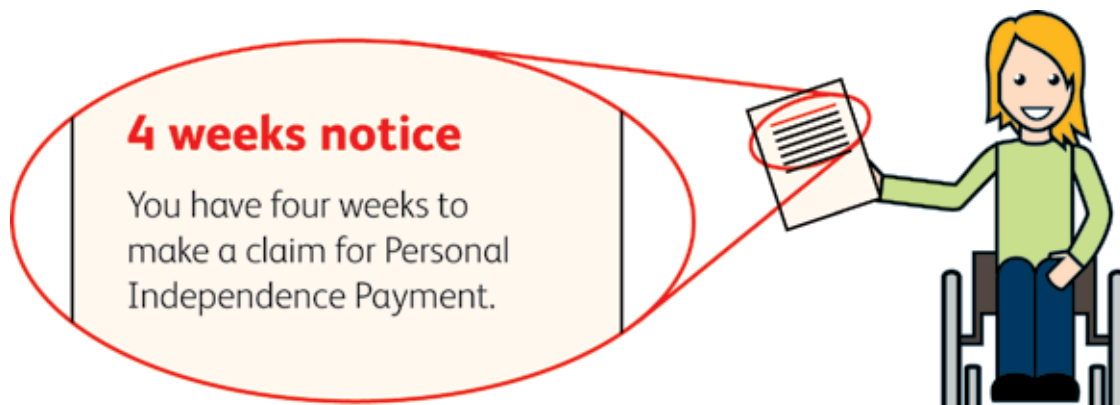 4 weeks notice
You have four weeks to
make a claim for Personal
Independence Payment.